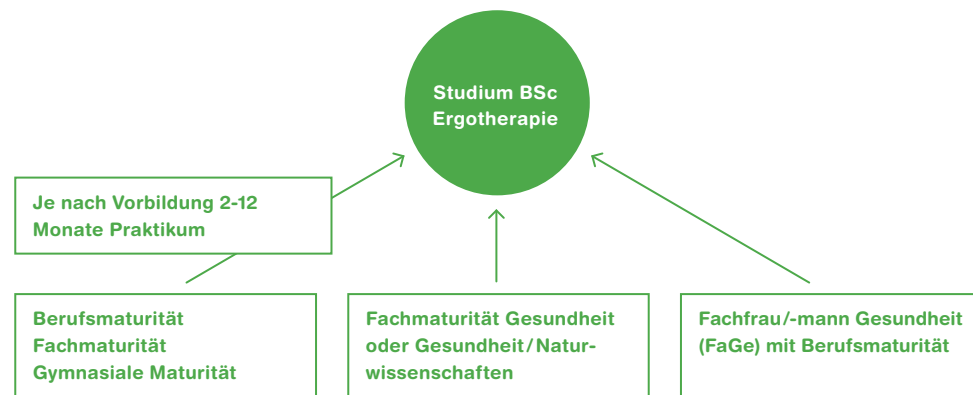 Studium BSc
Ergotherapie
Je nach Vorbildung 2-12
Monate Praktikum
Berufsmaturität
Fachmaturität
Gymnasiale Maturität
Fachmaturität Gesundheit
oder Gesundheit/Natur-
wissenschaften
Fachfrau/-mann Gesundheit
(FaGe) mit Berufsmaturität